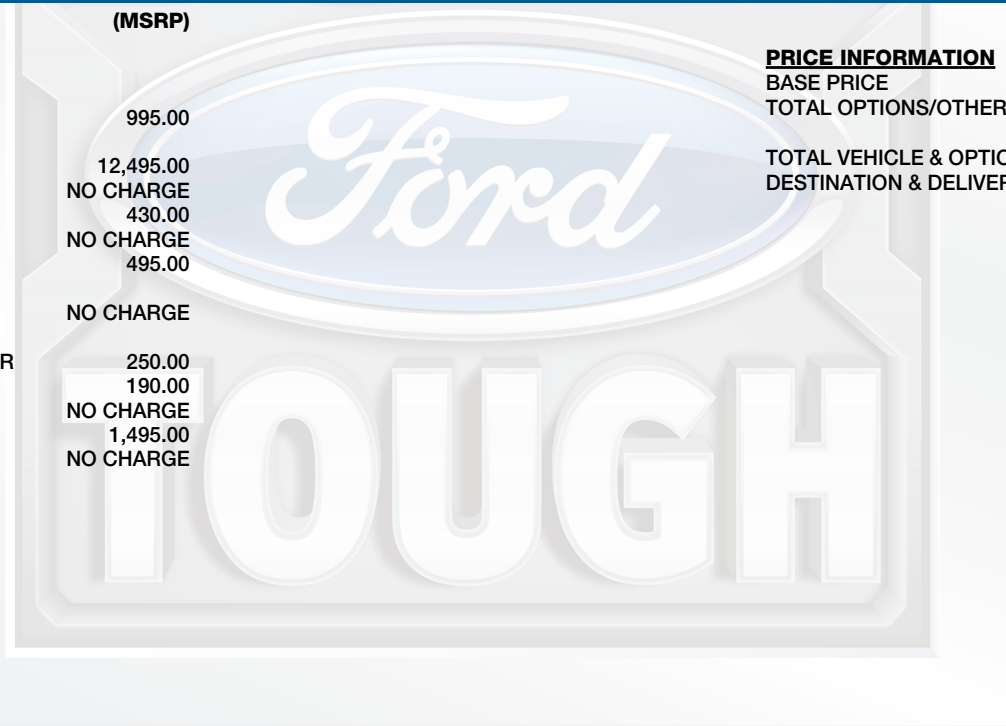 (MSRP)
995.00
12,495.00
NO CHARGE
430.00
NO CHARGE
495.00
NO CHARGE
R 250.00
190.00
NO CHARGE
1,495.00
NO CHARGE
PRICE INFORMATION
BASE PRICE
TOTAL OPTIONS/OTHER
TOTAL VEHICLE & OPTIO
DESTINATION & DELIVER
Ford
TOUGH